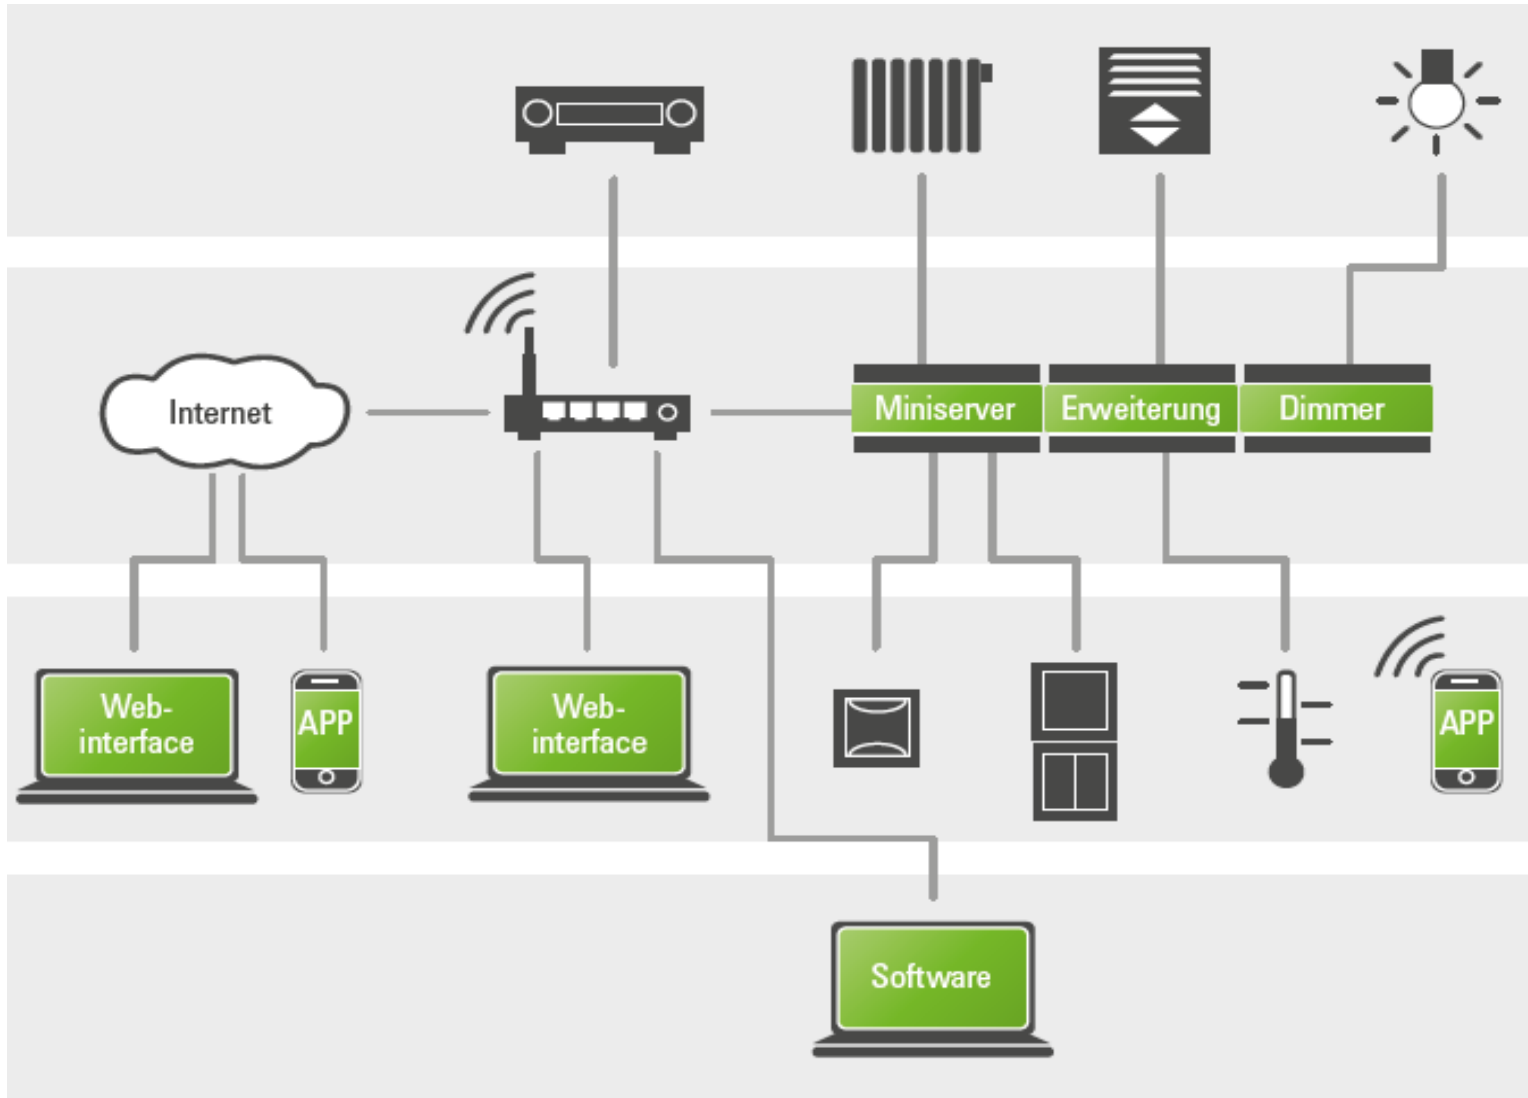 Internet
Miniserver
Erweiterung
Dimmer
Web-
interface
APP
Web-
interface
APP
Software